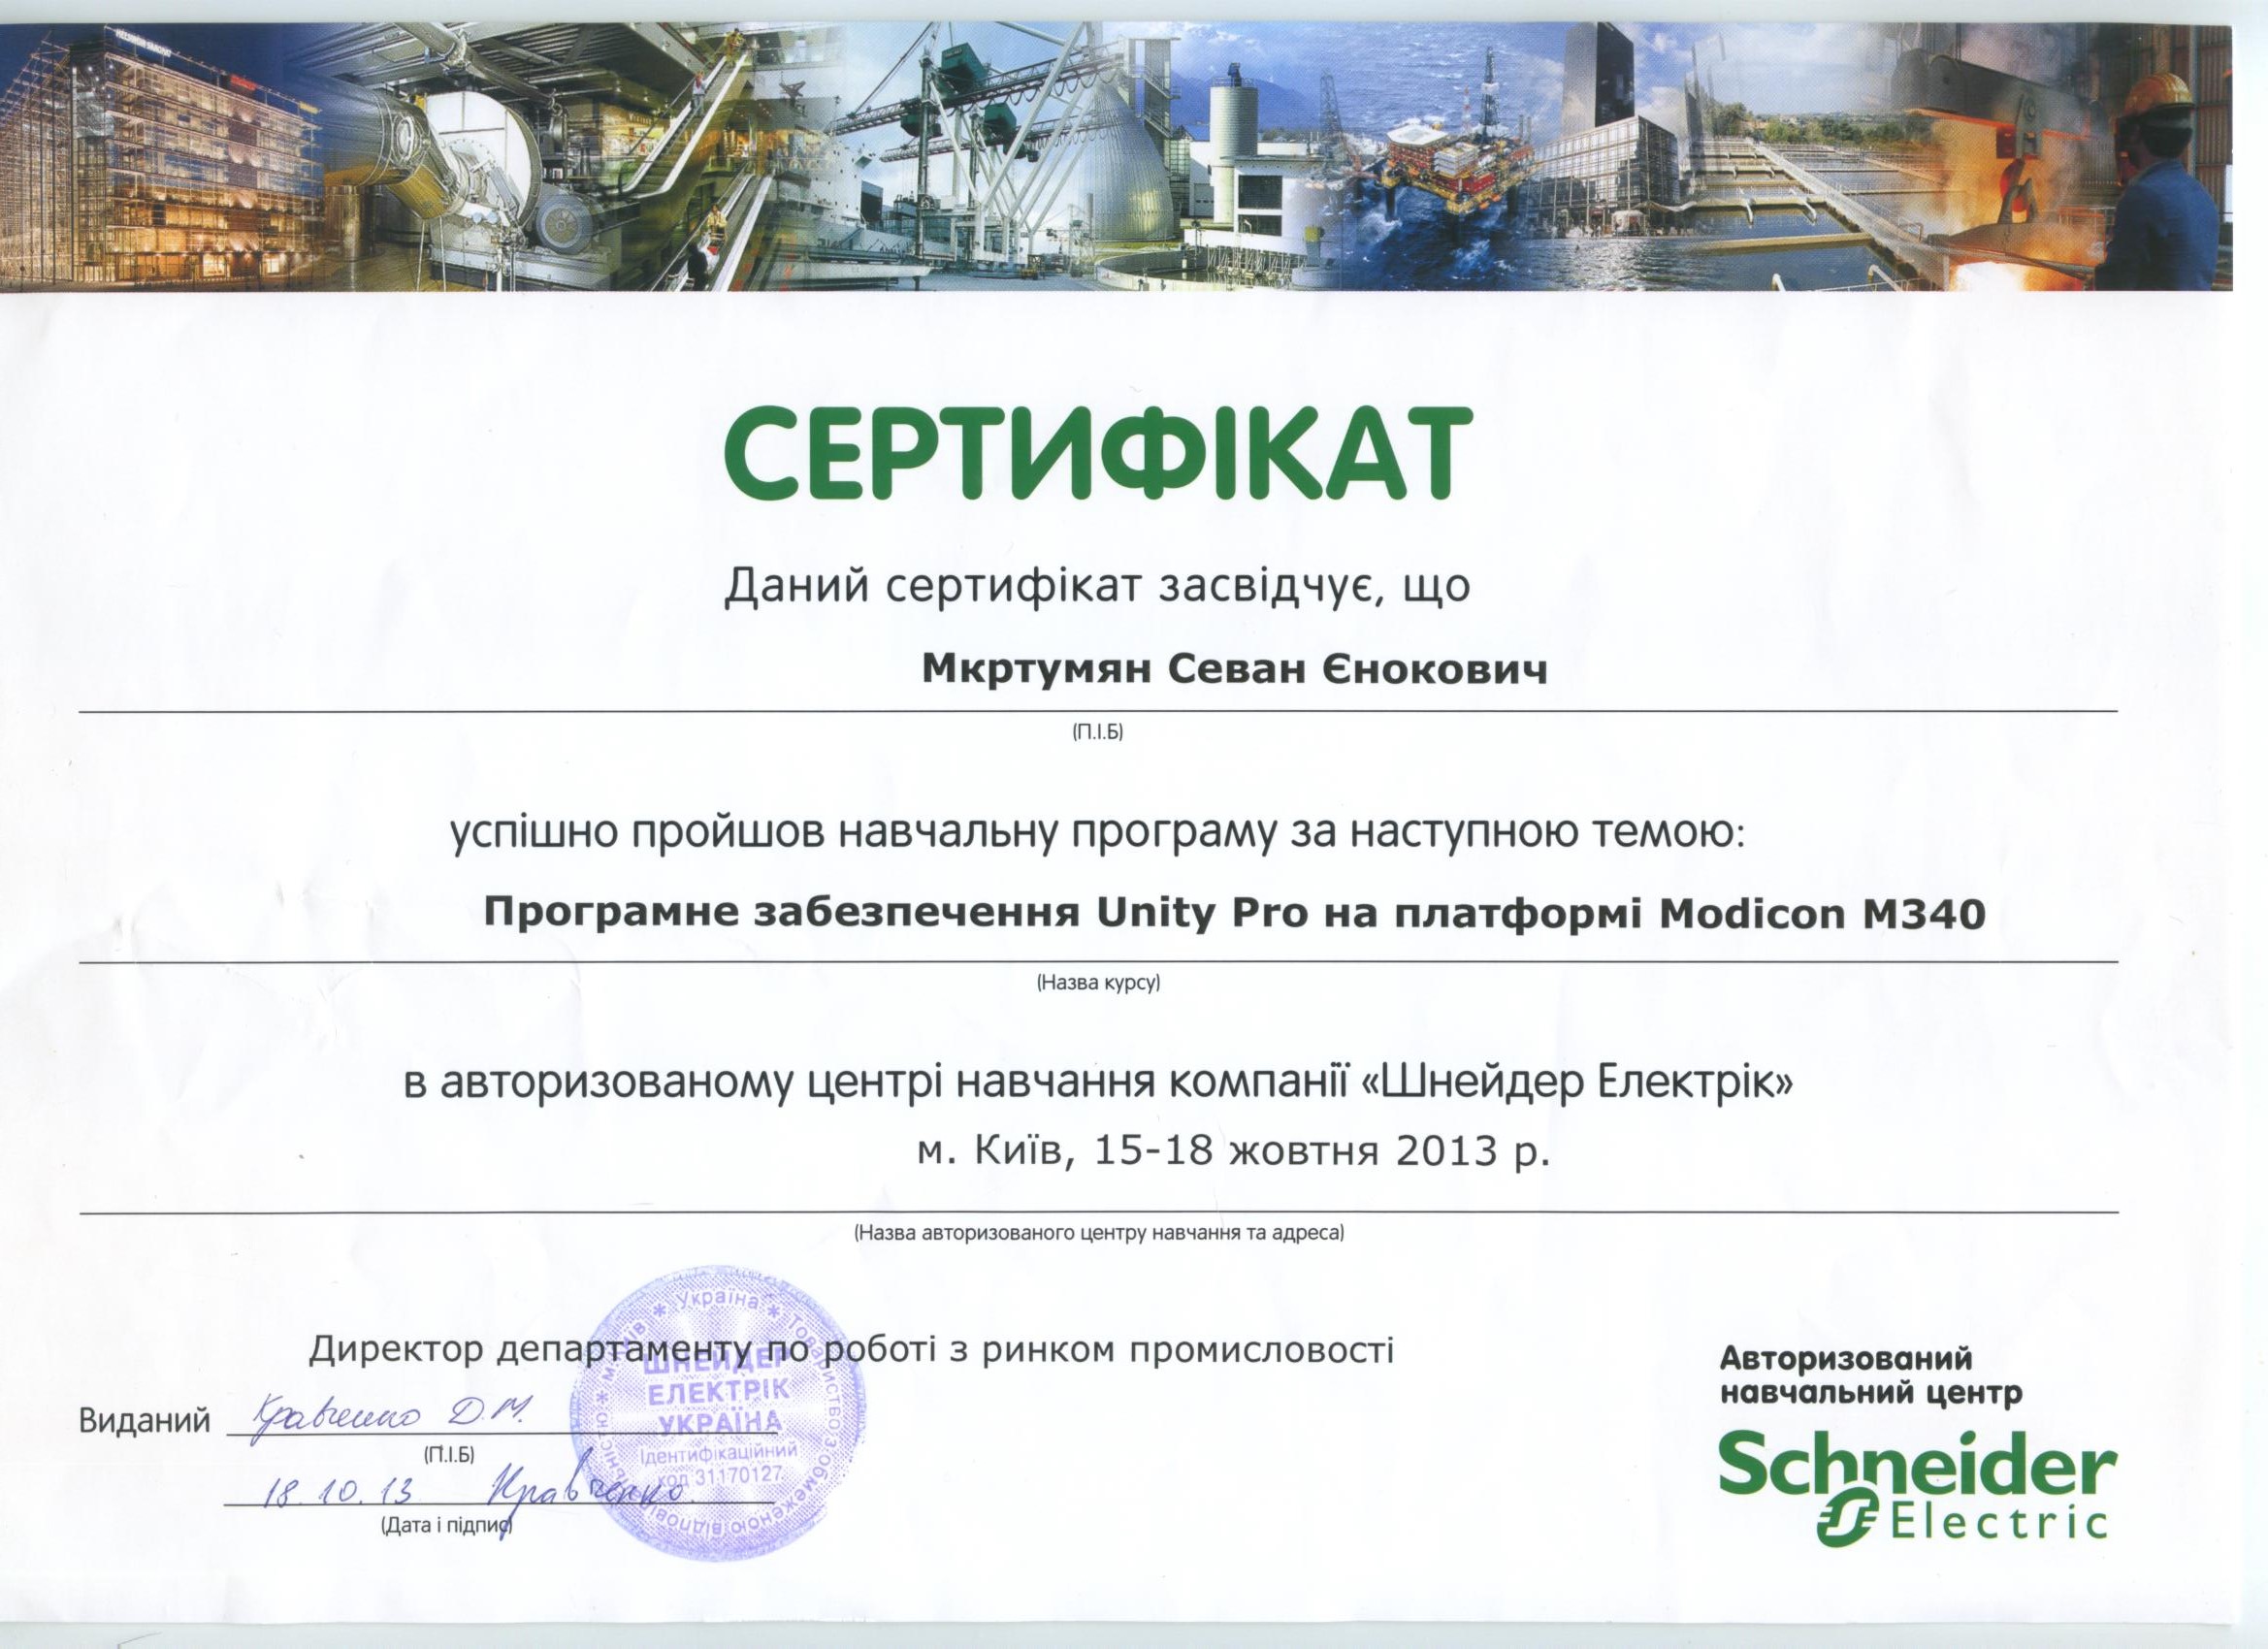 СЕРТИФІКАТ
Даний сертифікат засвідчує, що
Мкртумян Севан Єнокович
(П.І.Б)
успішно пройшов навчальну програму за наступною темою:
Програмне забезпечення Unity Pro на платформі Modicon M340
(Назва курсу)
в авторизованому центрі навчання компанії «Шнейдер Електрік»
м. Київ, 15-18 жовтня 2013 р.
(Назва авторизованого центру навчання та адреса)
Директор департаменту по роботі з ринком промисловості
Виданий Кравченко Д.М.
(П.І.Б)
18.10.13 Кравченко
(Дата і підпис)
* Україна * Товариство з обмеженою відповідальністю * м. Київ
ШНЕЙДЕР
ЕЛЕКТРІК
УКРАЇНА
Ідентифікаційний
код 31170127
Авторизований
навчальний центр
Schneider
Electric